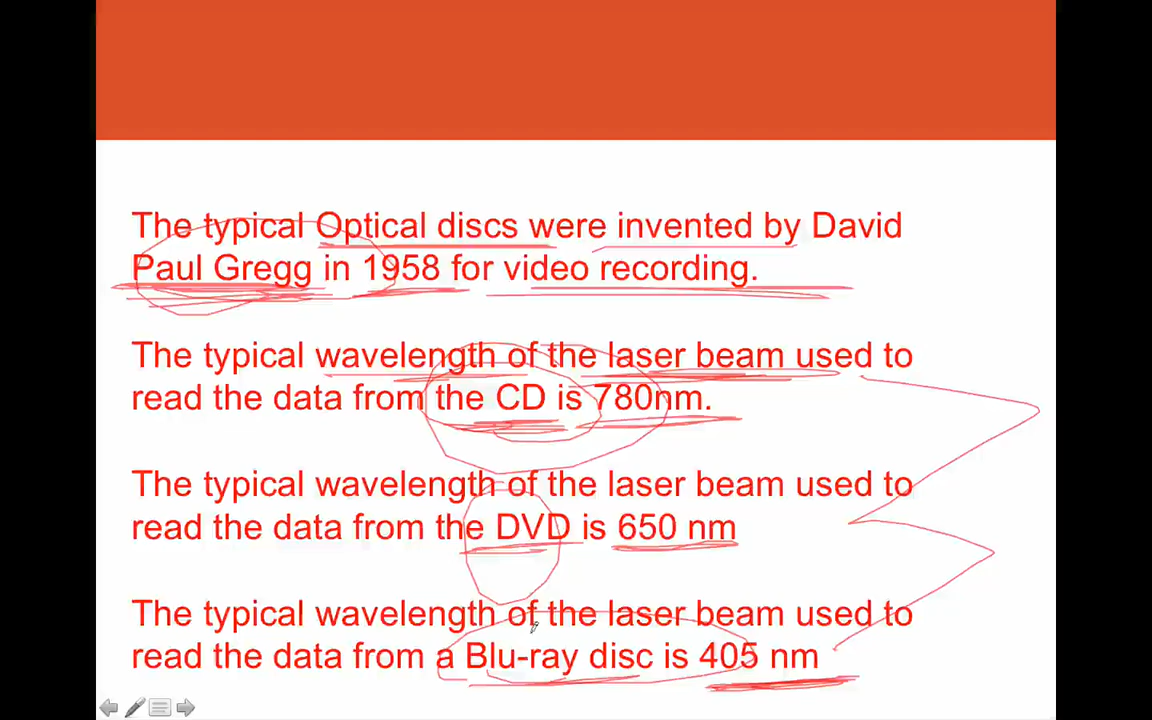 The typical Optical discs were invented by David
Paul Gregg in 1958 for video recording.
The typical wavelength of the laser beam used to
read the data from the CD is 780nm.
The typical wavelength of the laser beam used to
read the data from the DVD is 650 nm
The typical wavelength of the laser beam used to
read the data from a Blu-ray disc is 405 nm